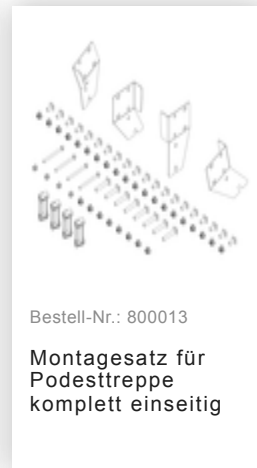 Bestell-Nr.: 800013
Montagesatz für
Podesttreppe
komplett einseitig